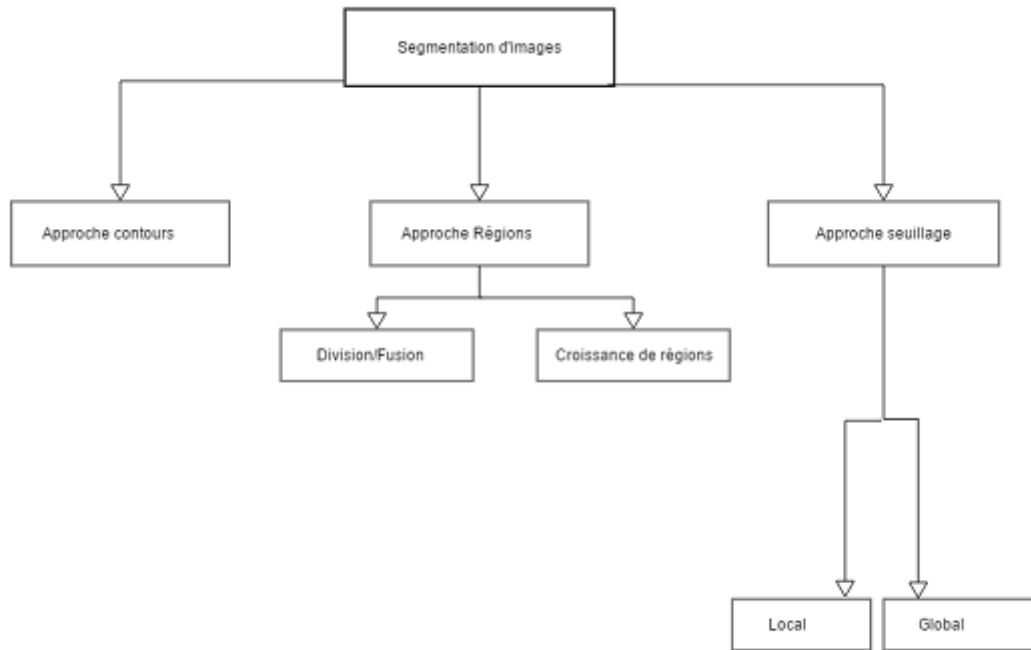 Segmentation d'images
Approche contours
Approche Régions
Approche seuillage
Division/Fusion
Croissance de régions
Local
Global